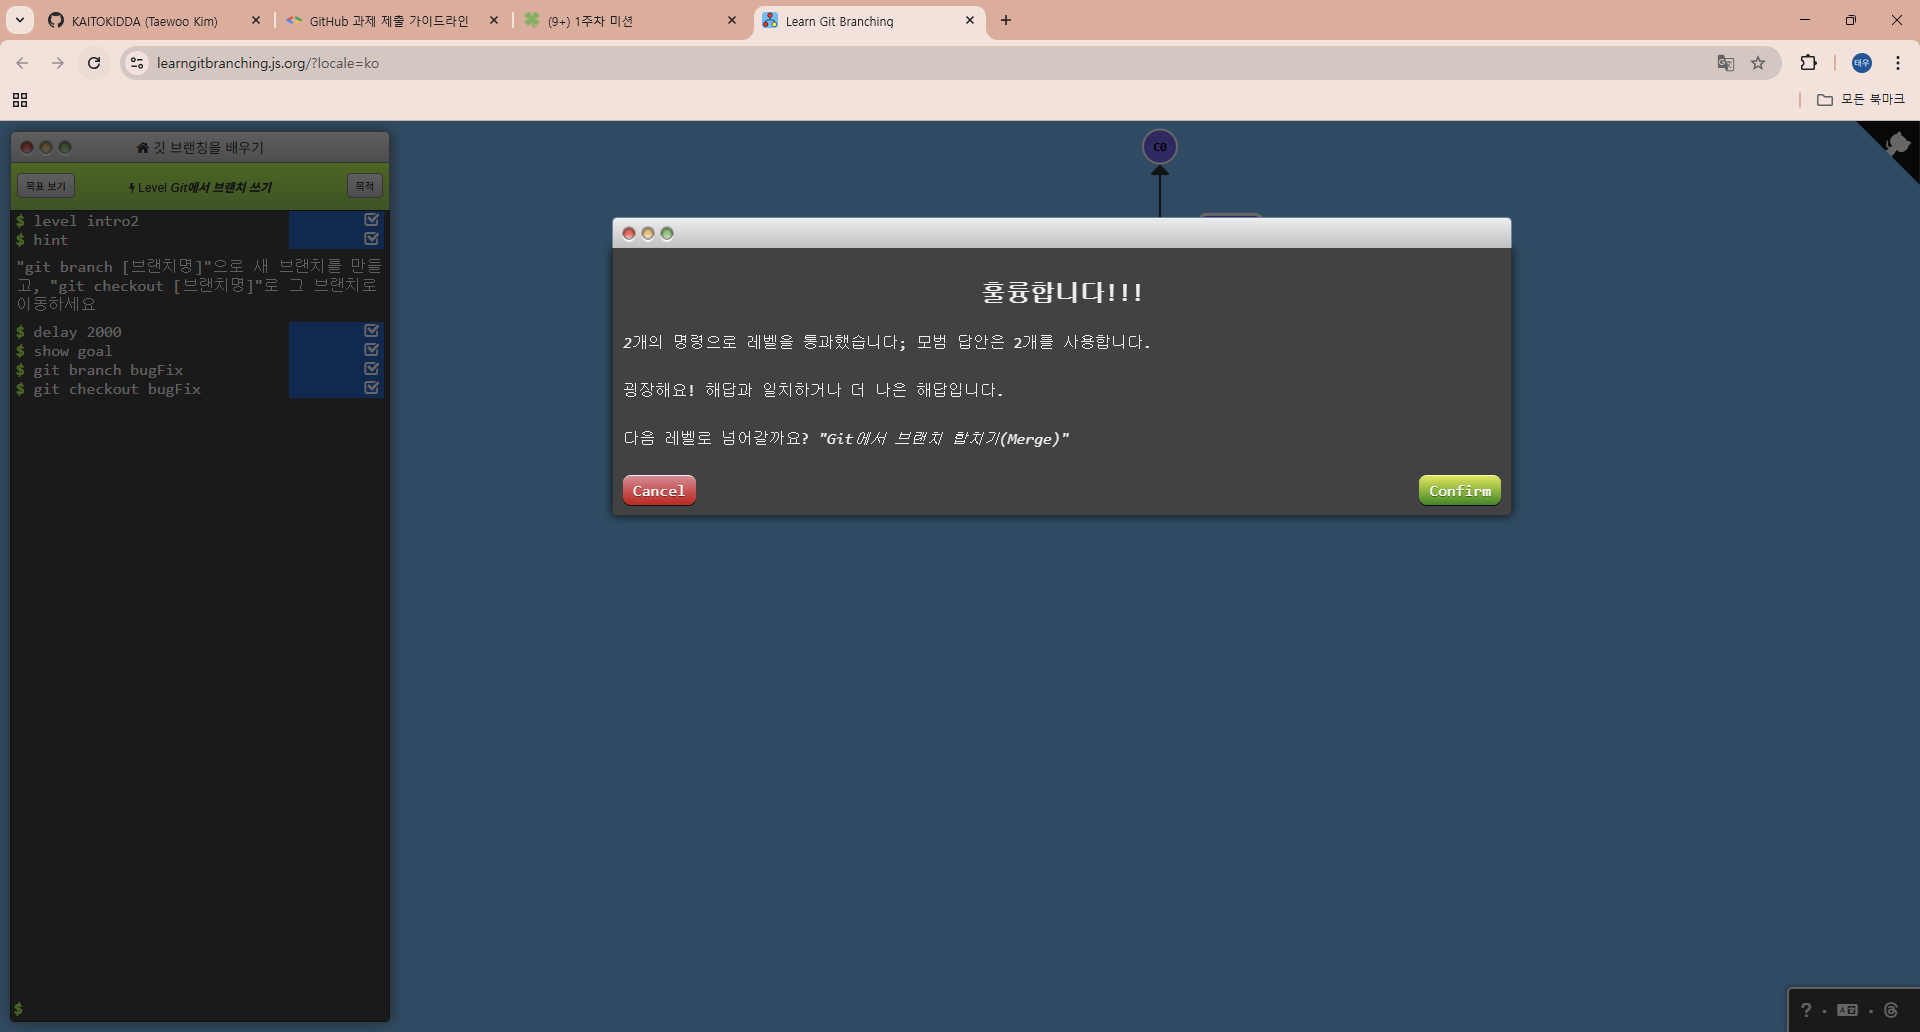 KAITOKIDDA (Taewoo Kim)
GitHub 과제 제출 가이드라인
(9+) 1주차 미션
Learn Git Branching
learngitbranching.js.org/?locale=ko
태우
모든 북마크
깃 브랜칭을 배우기
목표 보기
Level Git에서 브랜치 쓰기
목적
$ level intro2
$ hint
"git branch [브랜치명]"으로 새 브랜치를 만들
고, "git checkout [브랜치명]"로 그 브랜치로
이동하세요
$ delay 2000
$ show goal
$ git branch bugFix
$ git checkout bugFix
$
C0
훌륭합니다!!!
2개의 명령으로 레벨을 통과했습니다; 모범 답안은 2개를 사용합니다.
굉장해요! 해답과 일치하거나 더 나은 해답입니다.
다음 레벨로 넘어갈까요? "Git에서 브랜치 합치기(Merge)"
Cancel
Confirm
? · ·